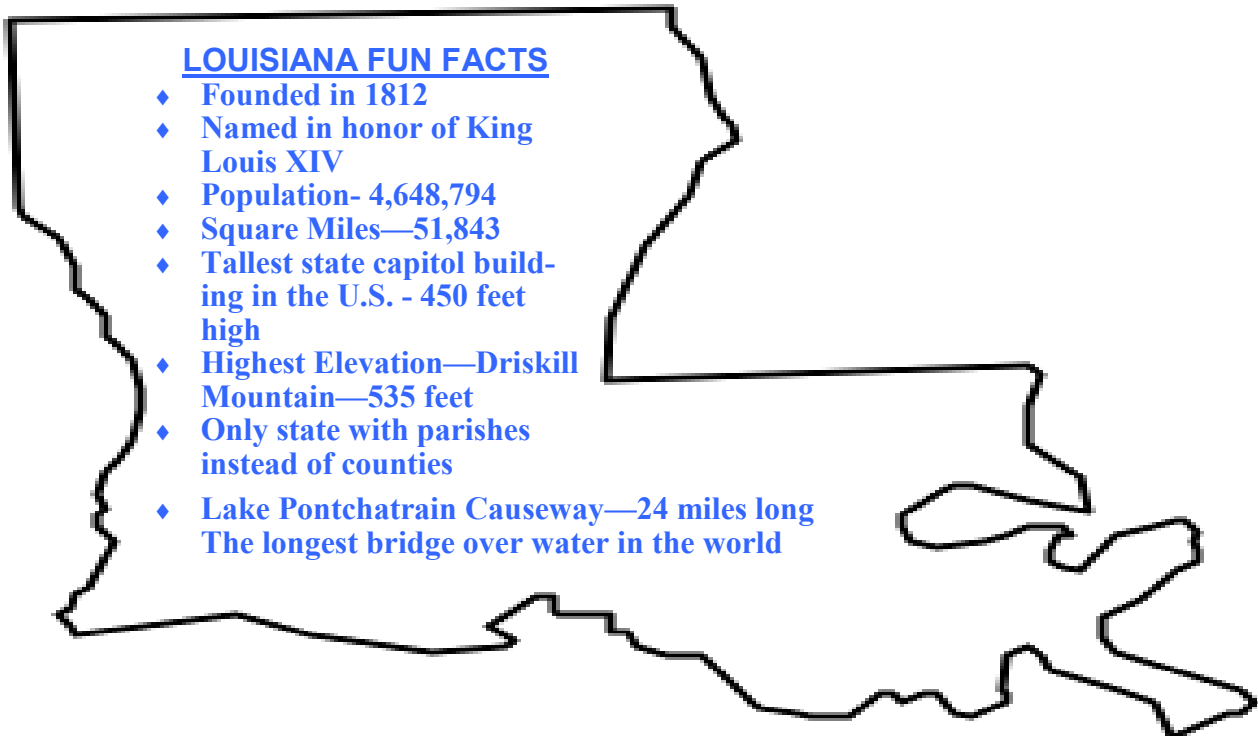 LOUISIANA FUN FACTS
♦ Founded in 1812
♦ Named in honor of King
Louis XIV
♦ Population- 4,648,794
♦ Square Miles—51,843
♦ Tallest state capitol build-
ing in the U.S. - 450 feet
high
♦ Highest Elevation—Driskill
Mountain—535 feet
♦ Only state with parishes
instead of counties
♦ Lake Pontchatrain Causeway—24 miles long
The longest bridge over water in the world